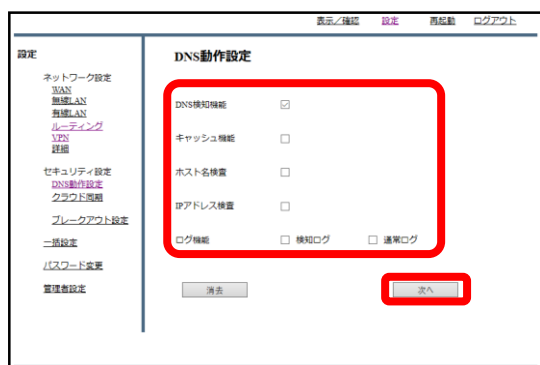 表示／確認 設定 再起動 ログアウト
設定
ネットワーク設定
WAN
無線LAN
有線LAN
ルーティング
VPN
詳細
セキュリティ設定
DNS動作設定
クラウド同期
ブレークアウト設定
一括設定
パスワード変更
管理者設定
DNS動作設定
DNS検知機能
キャッシュ機能
ホスト名検査
IPアドレス検査
ログ機能 検知ログ 通常ログ
消去 次へ